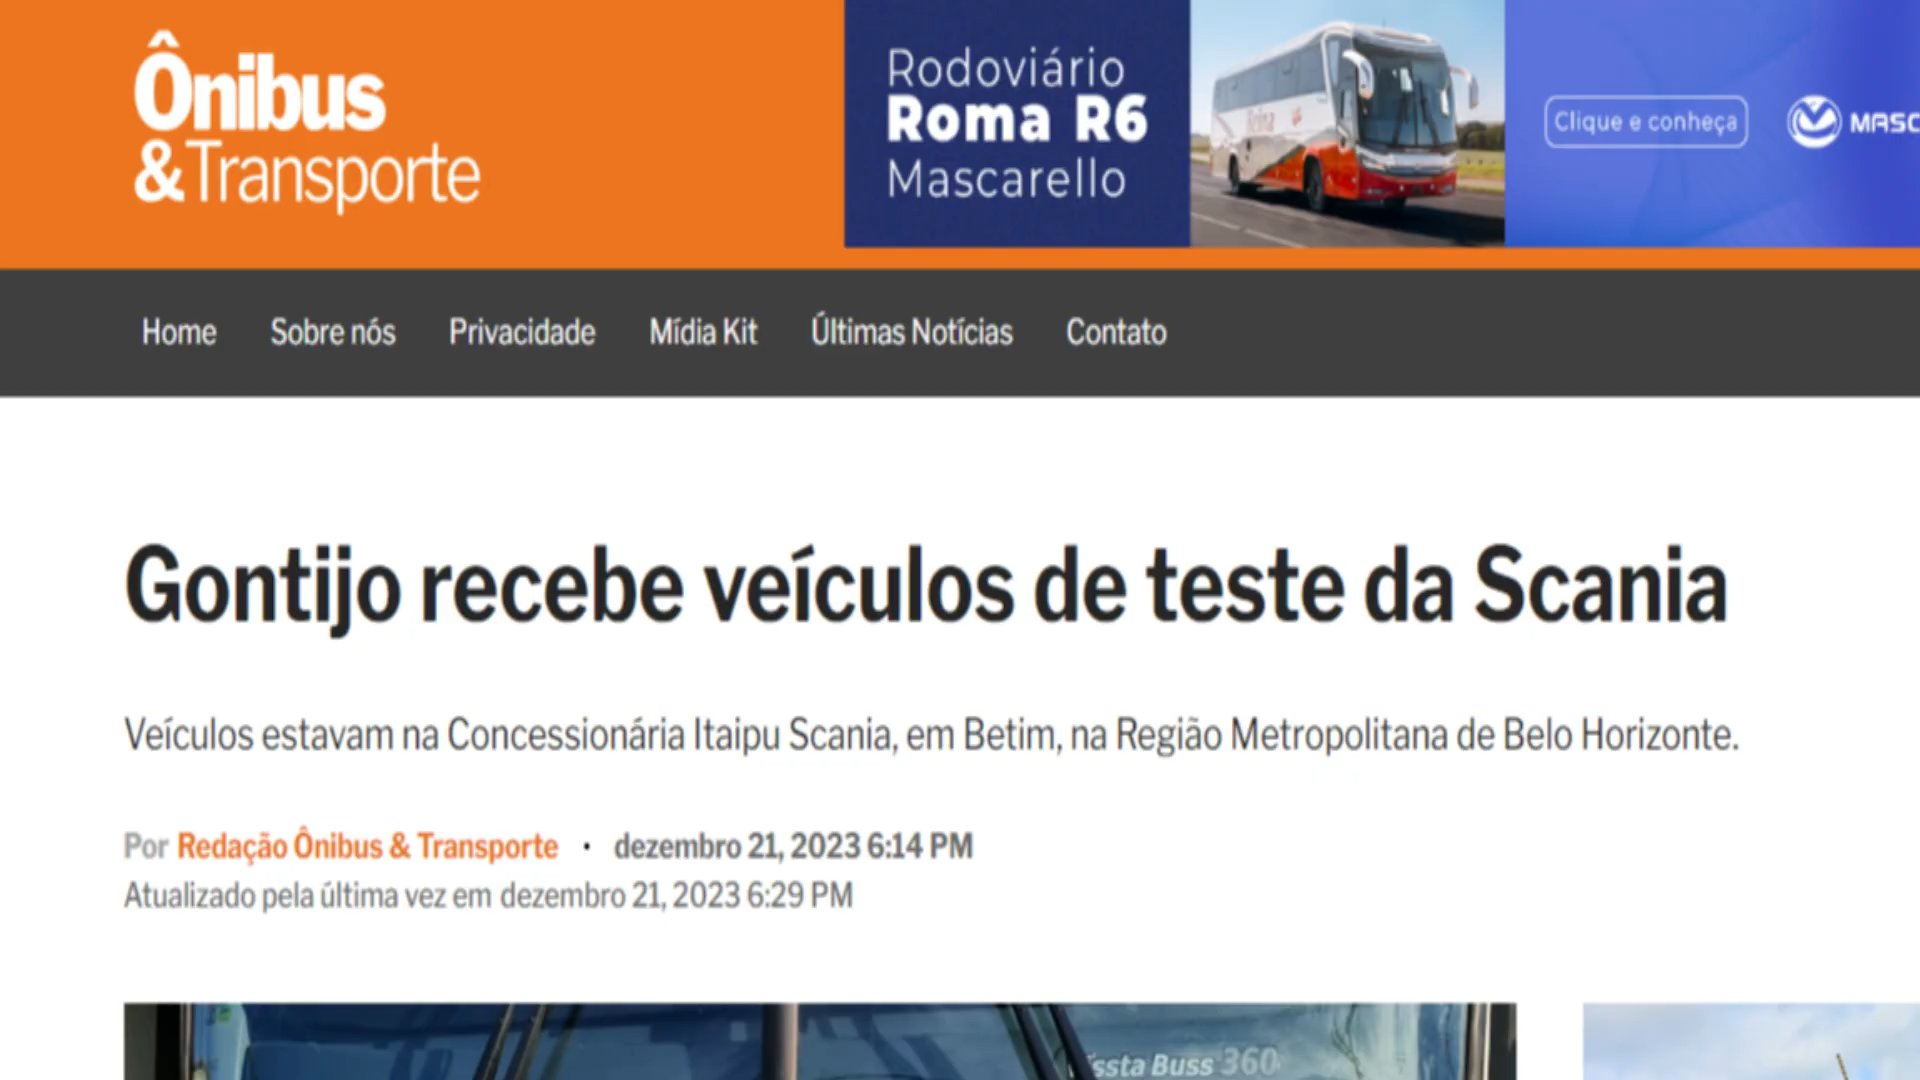 Ônibus
&Transporte
Rodoviário
Roma R6
Mascarello
Clique e conheça
Home Sobre nós Privacidade Mídia Kit Últimas Notícias Contato
Gontijo recebe veículos de teste da Scania
Veículos estavam na Concessionária Itaipu Scania, em Betim, na Região Metropolitana de Belo Horizonte.
Por Redação Ônibus & Transporte • dezembro 21, 2023 6:14 PM
Atualizado pela última vez em dezembro 21, 2023 6:29 PM
Buss 360